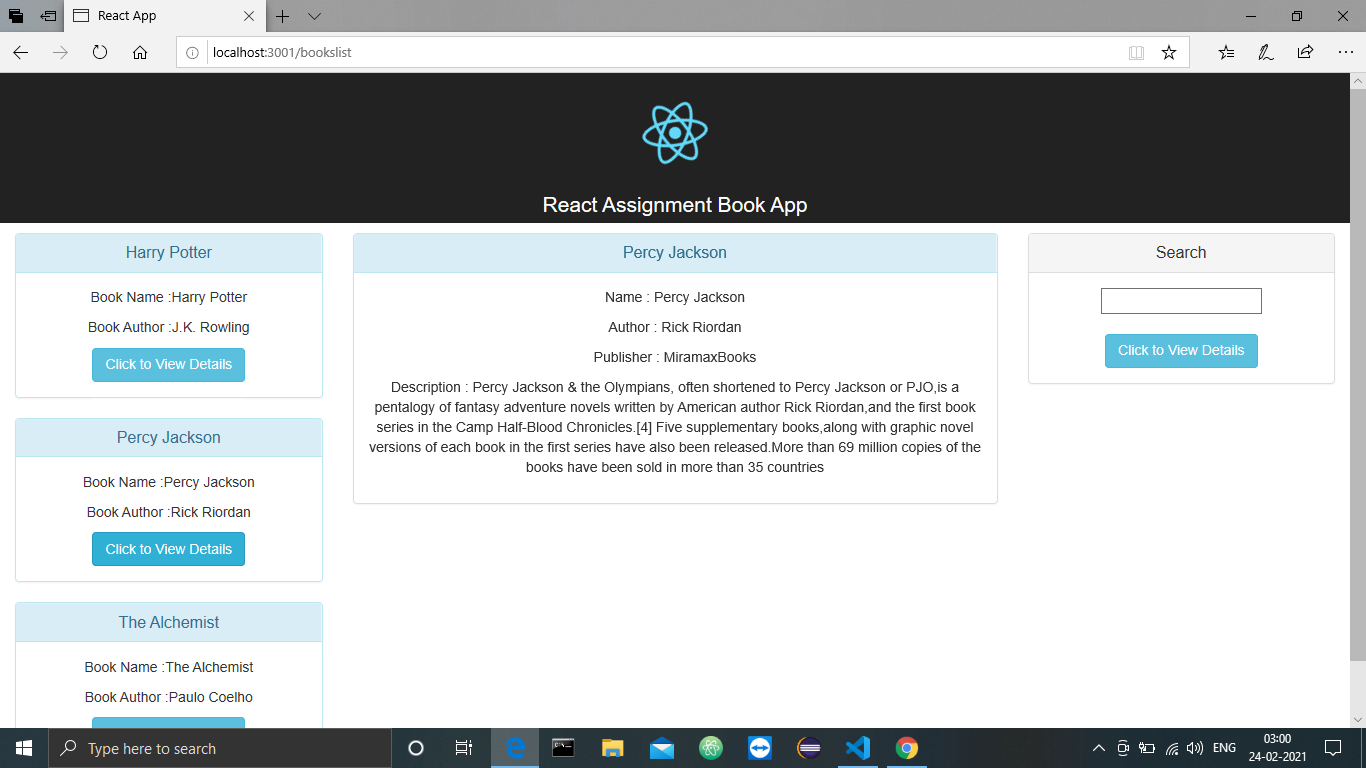 React App
localhost:3001/bookslist
React Assignment Book App
Harry Potter
Book Name :Harry Potter
Book Author :J.K. Rowling
Click to View Details
Percy Jackson
Book Name :Percy Jackson
Book Author :Rick Riordan
Click to View Details
The Alchemist
Book Name :The Alchemist
Book Author :Paulo Coelho
Percy Jackson
Name : Percy Jackson
Author : Rick Riordan
Publisher : MiramaxBooks
Description : Percy Jackson & the Olympians, often shortened to Percy Jackson or PJO,is a
pentalogy of fantasy adventure novels written by American author Rick Riordan,and the first book
series in the Camp Half-Blood Chronicles.[4] Five supplementary books,along with graphic novel
versions of each book in the first series have also been released.More than 69 million copies of the
books have been sold in more than 35 countries
Search
Click to View Details
Type here to search
ENG
03:00
24-02-2021